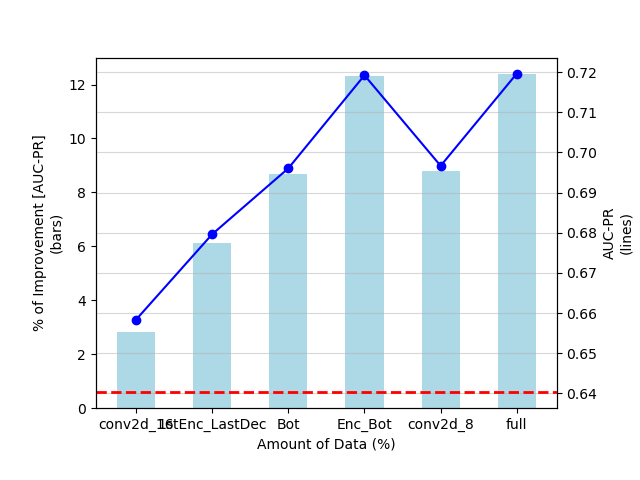 % of Improvement [AUC-PR]
(bars)
12
10
8
6
4
2
0
0.72
0.71
0.70
0.69
0.68
0.67
0.66
0.65
0.64
AUC-PR
(lines)
conv2d_16 1stEnc_LastDec Bot Enc_Bot conv2d_8 full
Amount of Data (%)